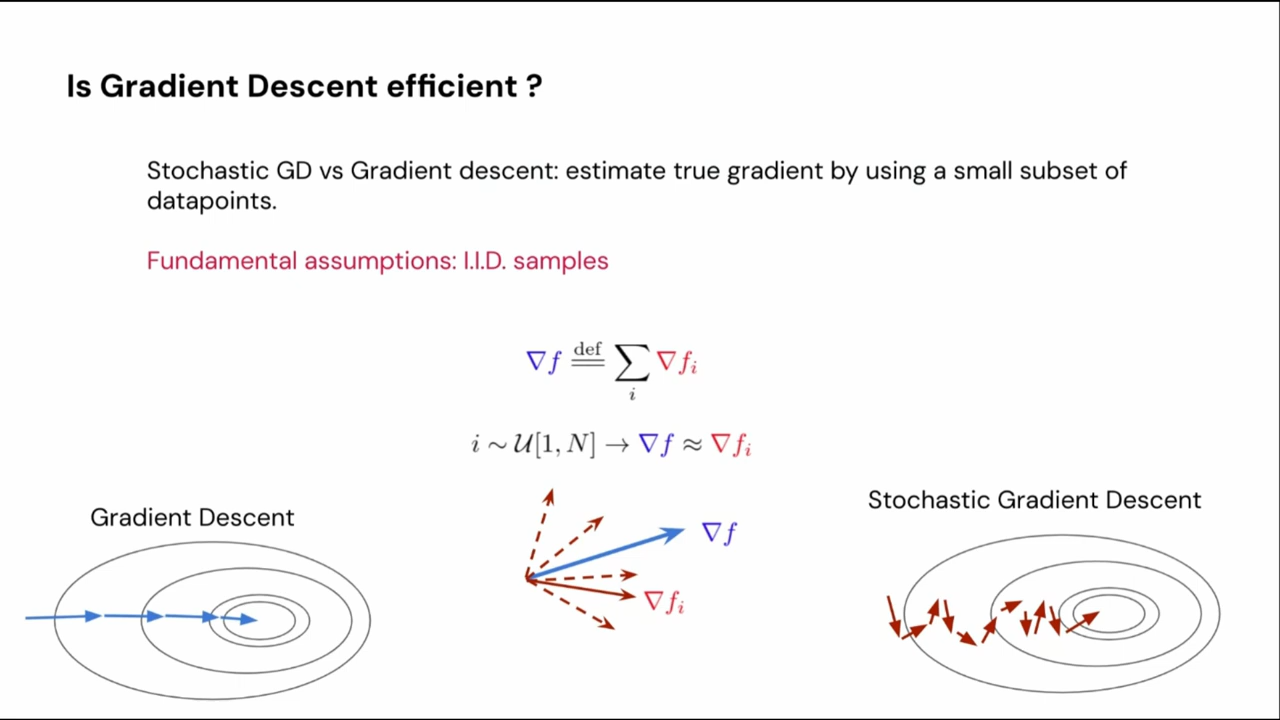 Is Gradient Descent efficient ?
Stochastic GD vs Gradient descent: estimate true gradient by using a small subset of
datapoints.
Fundamental assumptions: I.I.D. samples
∇f ≝ ∑_i ∇f_i
i ∼ 𝒰[1, N] → ∇f ≈ ∇f_i
Gradient Descent
∇f
∇f_i
Stochastic Gradient Descent